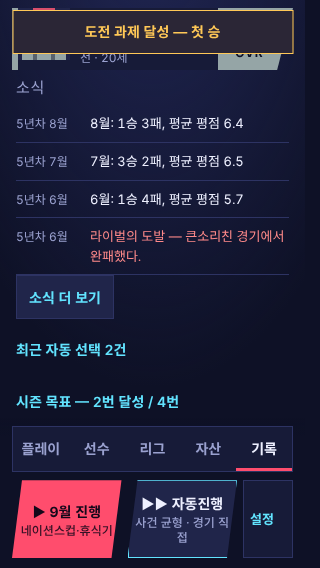 도전 과제 달성 — 첫 승
전 · 20세
OVR
소식
5년차 8월 8월: 1승 3패, 평균 평점 6.4
5년차 7월 7월: 3승 2패, 평균 평점 6.5
5년차 6월 6월: 1승 4패, 평균 평점 5.7
5년차 6월 라이벌의 도발 — 큰소리친 경기에서
완패했다.
소식 더 보기
최근 자동 선택 2건
시즌 목표 — 2번 달성 / 4번
플레이 선수 리그 자산 기록
▶ 9월 진행
네이션스컵·휴식기
▶▶ 자동진행
사건 균형 · 경기 직
접
설정